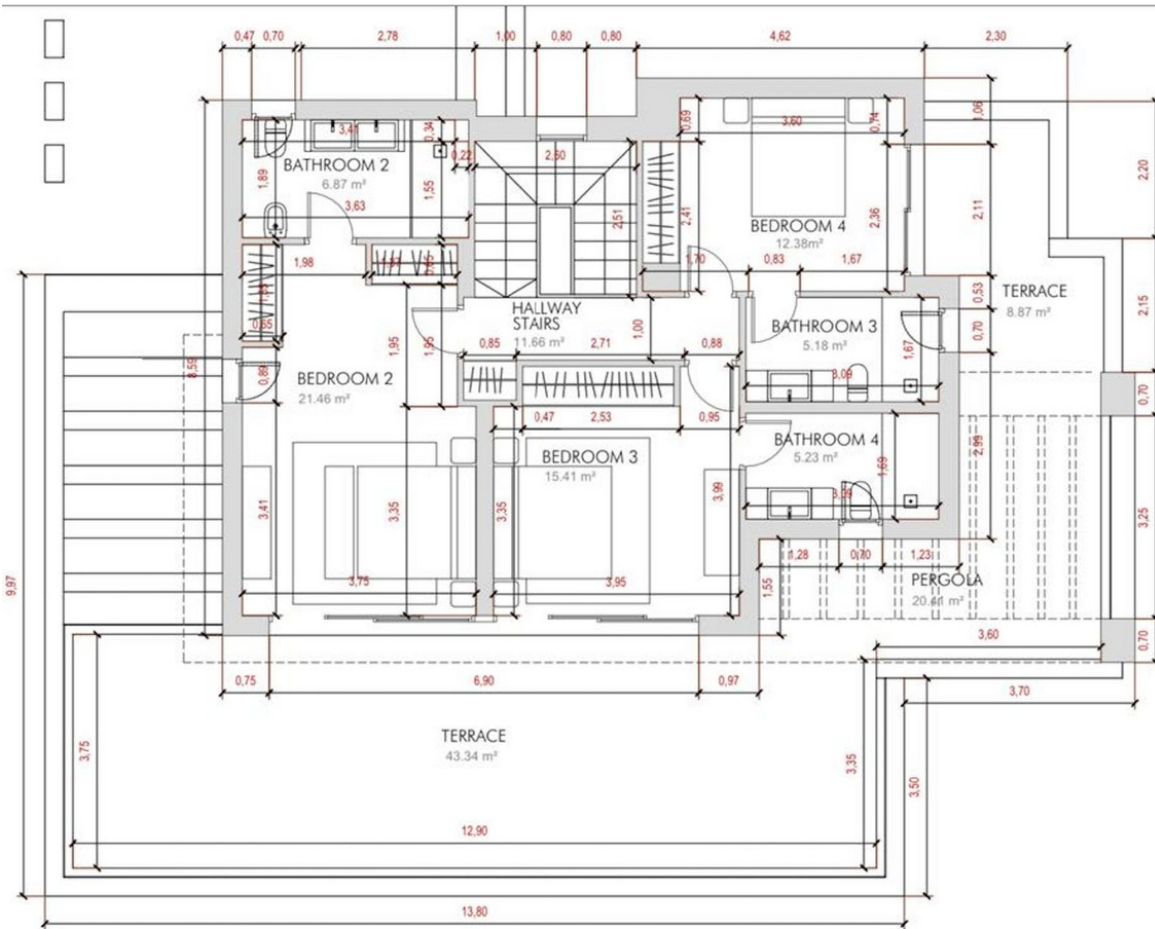 0,47 0,70 2,78 1,00 0,80 0,80 4,62 2,30
3,41 0,34 0,69 3,60 0,74 1,06
BATHROOM 2
6.87 m²
1,89 1,55 0,22 2,60 2,20
3,63 2,51 2,41 2,36 2,11
BEDROOM 4
12.38m²
1,98 0,65 1,70 0,83 1,67
TERRACE
8.87 m²
0,53 2,15
HALLWAY
STAIRS
11.66 m²
1,00
BATHROOM 3
5.18 m²
1,67 0,70
0,65 8,59 1,95 1,95 0,85 2,71 0,88
0,89
BEDROOM 2
21.46 m²
3,09 0,70
0,47 2,53 0,95
BATHROOM 4
5.23 m²
1,69 2,99
BEDROOM 3
15.41 m²
3,41 3,35 3,35 3,99 3,09 3,25
3,75 3,95 1,55 1,28 0,70 1,23
PERGOLA
20.41 m²
9,97
3,60 0,70
0,75 6,90 0,97 3,70
TERRACE
43.34 m²
3,75 3,35 3,50
12,90
13,80